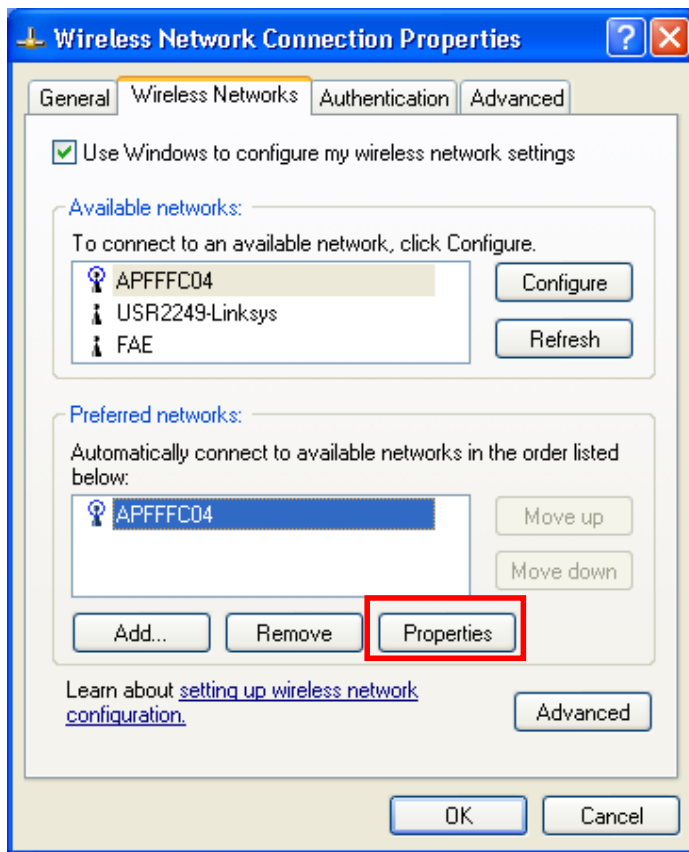 Wireless Network Connection Properties
General Wireless Networks Authentication Advanced
Use Windows to configure my wireless network settings
Available networks:
To connect to an available network, click Configure.
APFFFC04
USR2249-Linksys
FAE
Configure
Refresh
Preferred networks:
Automatically connect to available networks in the order listed
below:
APFFFC04
Move up
Move down
Add... Remove Properties
Learn about setting up wireless network
configuration.
Advanced
OK Cancel